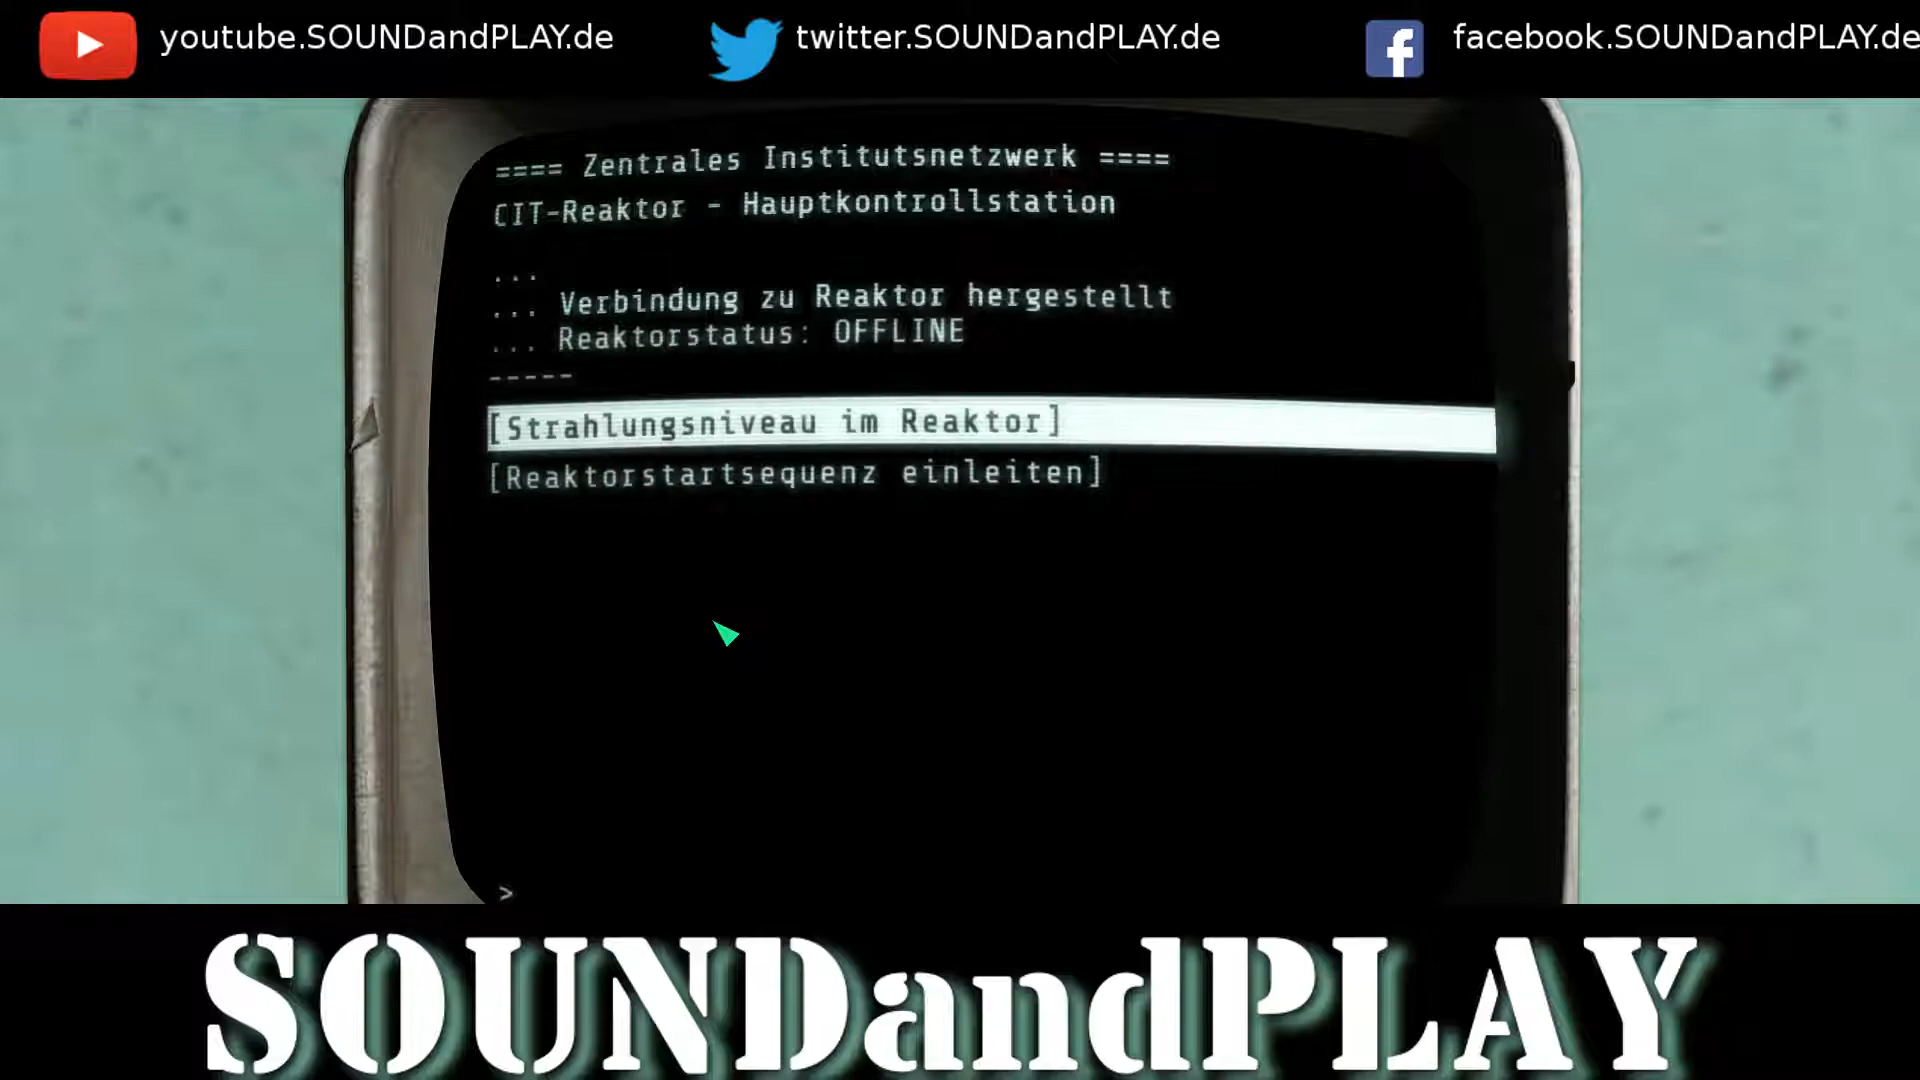 youtube.SOUNDandPLAY.de twitter.SOUNDandPLAY.de facebook.SOUNDandPLAY.de
==== Zentrales Institutsnetzwerk ====
CIT-Reaktor - Hauptkontrollstation
...
... Verbindung zu Reaktor hergestellt
... Reaktorstatus: OFFLINE
-----
[Strahlungsniveau im Reaktor]
[Reaktorstartsequenz einleiten]
>
SOUNDandPLAY